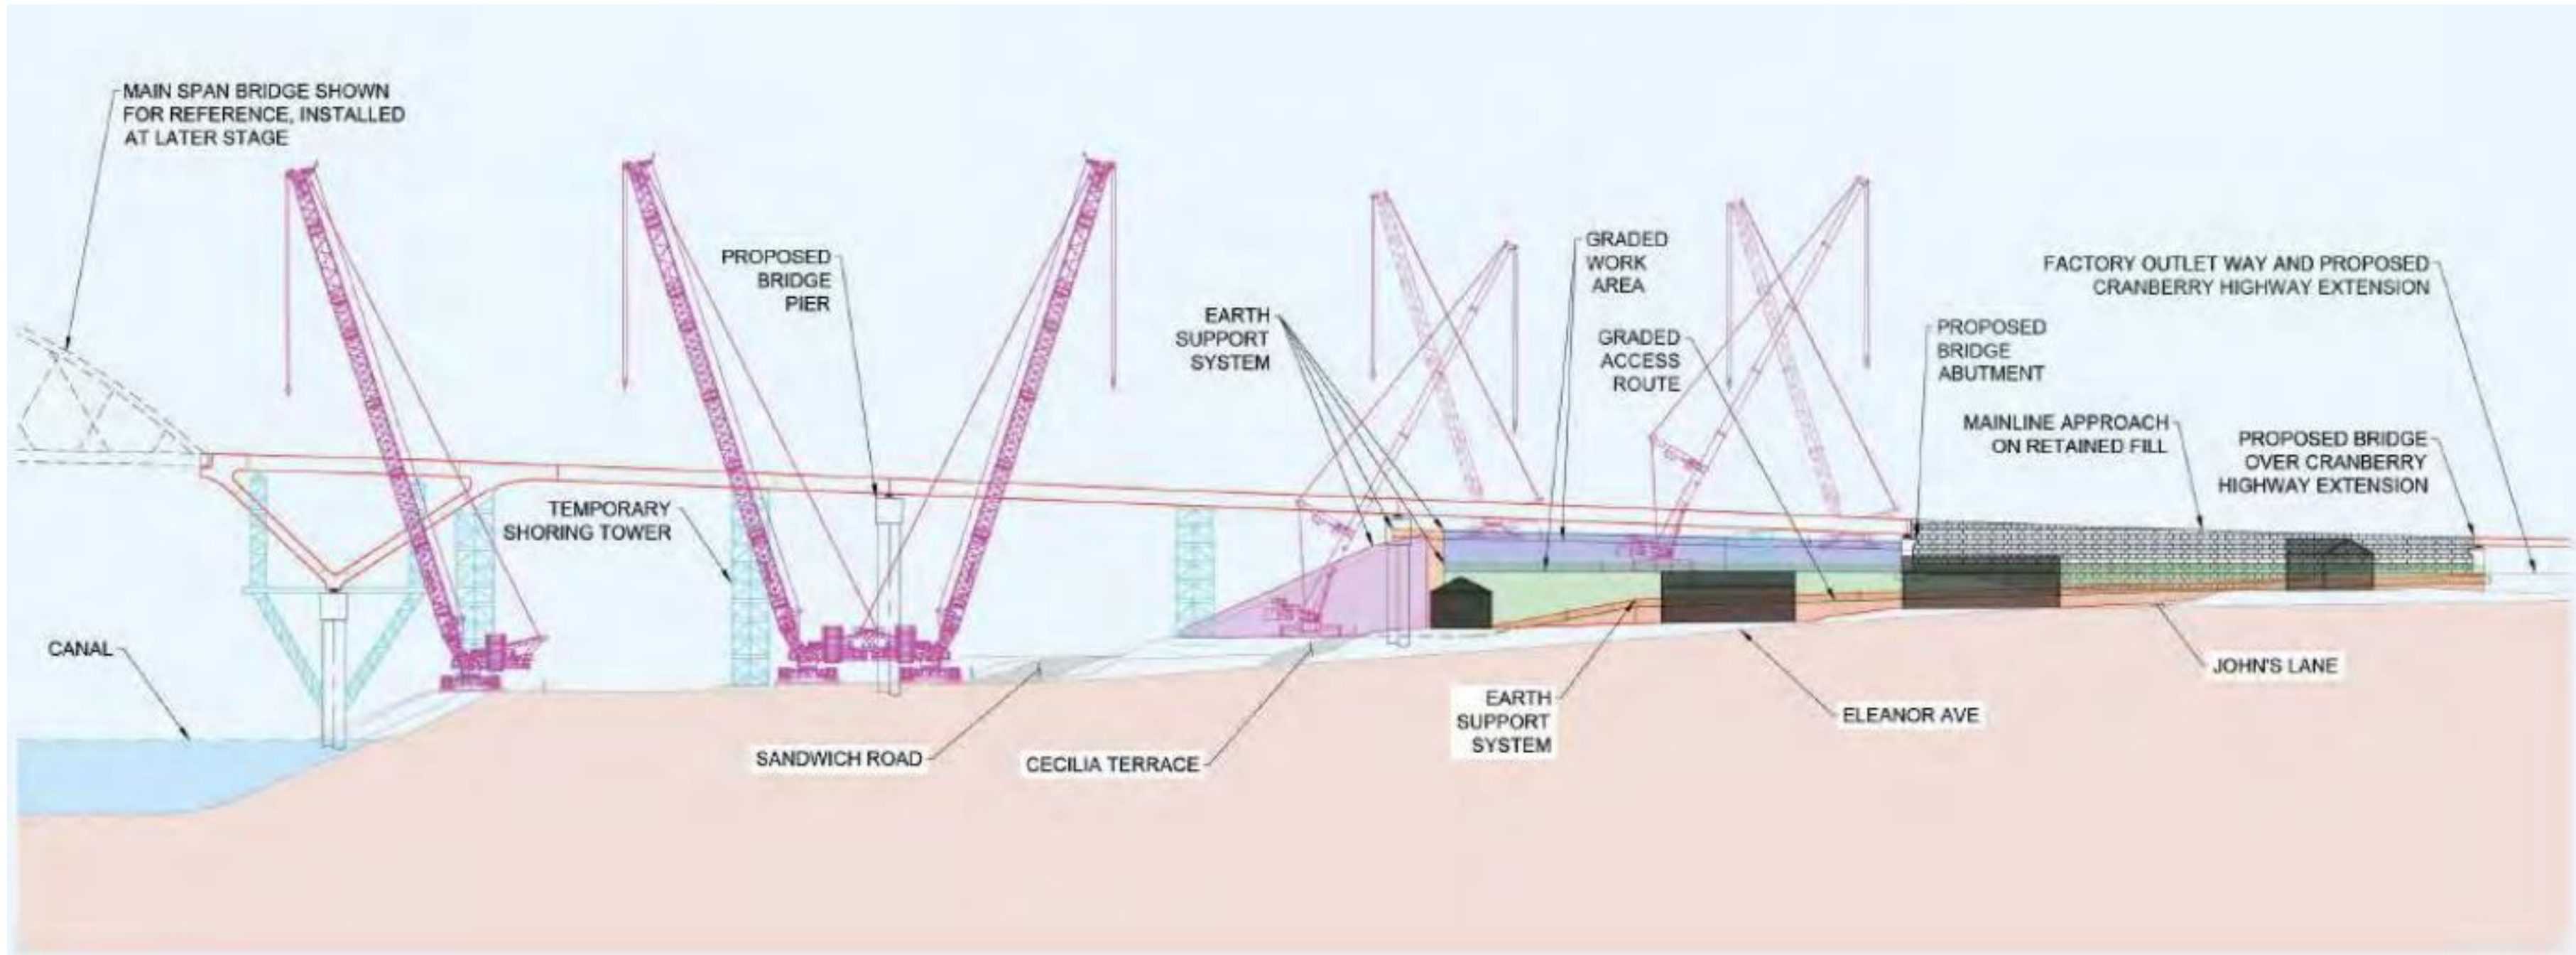 MAIN SPAN BRIDGE SHOWN
FOR REFERENCE, INSTALLED
AT LATER STAGE
PROPOSED
BRIDGE
PIER
TEMPORARY
SHORING TOWER
CANAL
SANDWICH ROAD
CECILIA TERRACE
EARTH
SUPPORT
SYSTEM
GRADED
WORK
AREA
GRADED
ACCESS
ROUTE
EARTH
SUPPORT
SYSTEM
ELEANOR AVE
JOHN'S LANE
PROPOSED
BRIDGE
ABUTMENT
MAINLINE APPROACH
ON RETAINED FILL
FACTORY OUTLET WAY AND PROPOSED
CRANBERRY HIGHWAY EXTENSION
PROPOSED BRIDGE
OVER CRANBERRY
HIGHWAY EXTENSION